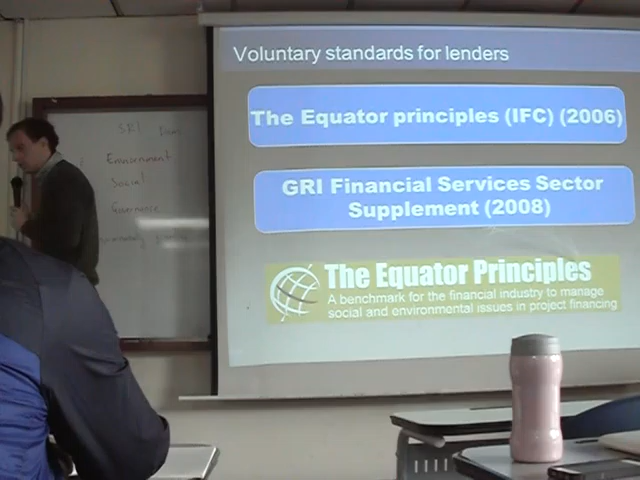 Voluntary standards for lenders
The Equator principles (IFC) (2006)
GRI Financial Services Sector
Supplement (2008)
The Equator Principles
A benchmark for the financial industry to manage
social and environmental issues in project financing
SRI
Environment
Social
Governance